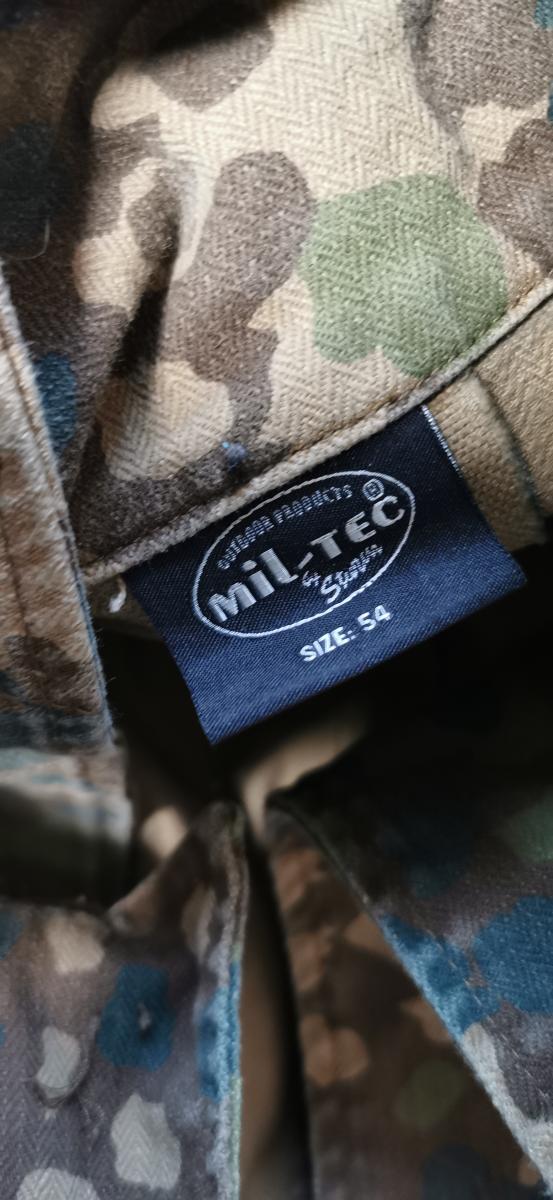 OUTDOOR PRODUCTS ®
MiL-TEC
by Sturm
SIZE: 54